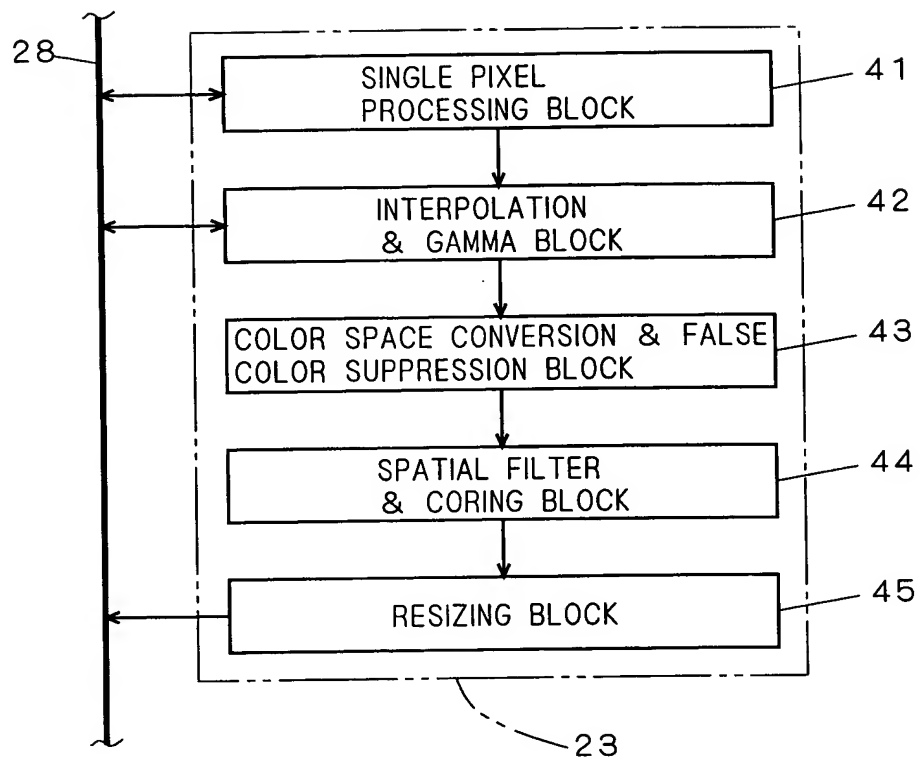 28
SINGLE PIXEL
PROCESSING BLOCK
41
INTERPOLATION
& GAMMA BLOCK
42
COLOR SPACE CONVERSION & FALSE
COLOR SUPPRESSION BLOCK
43
SPATIAL FILTER
& CORING BLOCK
44
RESIZING BLOCK
45
23